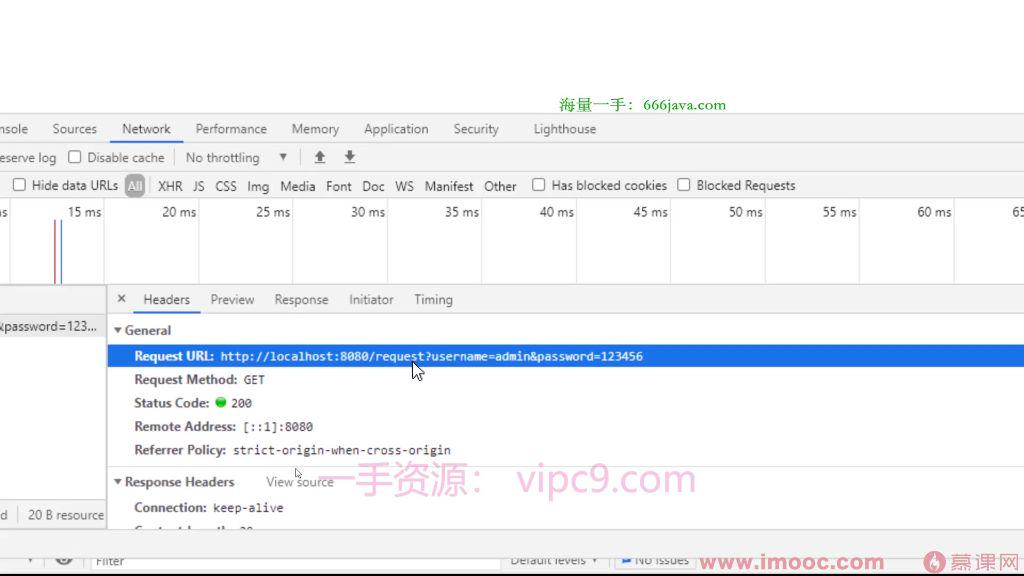 海量一手：666java.com
nsole Sources Network Performance Memory Application Security Lighthouse
eserve log Disable cache No throttling
Hide data URLs All XHR JS CSS Img Media Font Doc WS Manifest Other Has blocked cookies Blocked Requests
ms 15 ms 20 ms 25 ms 30 ms 35 ms 40 ms 45 ms 50 ms 55 ms 60 ms 65
× Headers Preview Response Initiator Timing
&password=123...
General
Request URL: http://localhost:8080/request?username=admin&password=123456
Request Method: GET
Status Code: 200
Remote Address: [::1]:8080
Referrer Policy: strict-origin-when-cross-origin
Response Headers View source
一手资源： vipc9.com
Connection: keep-alive
d 20 B resource
Filter Default levels No Issues
www.imooc.com 慕课网